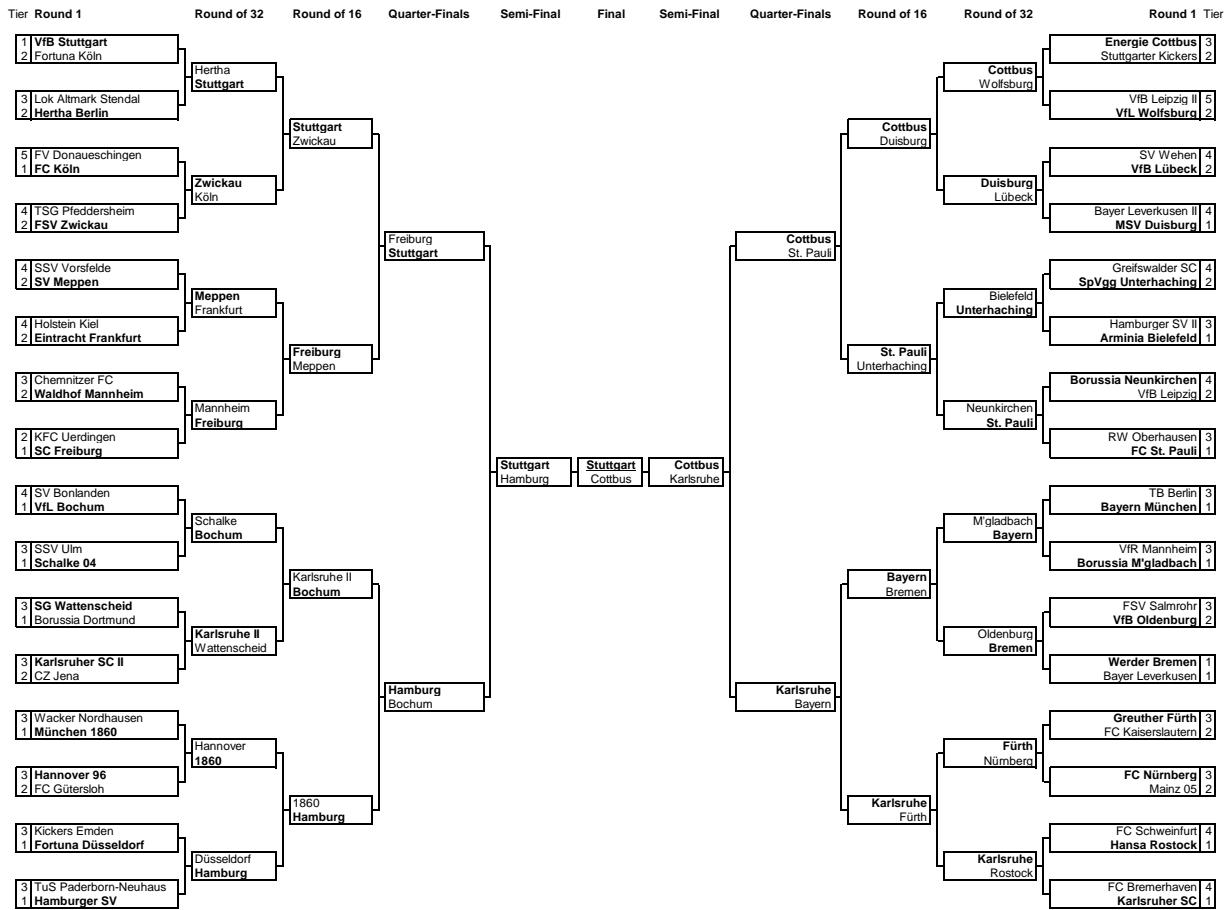 Tier Round 1 Round of 32 Round of 16 Quarter-Finals Semi-Final Final Semi-Final Quarter-Finals Round of 16 Round of 32 Round 1 Tier
1 VfB Stuttgart
2 Fortuna Köln
Hertha
Stuttgart
3 Lok Altmark Stendal
2 Hertha Berlin
Stuttgart
Zwickau
5 FV Donaueschingen
1 FC Köln
Zwickau
Köln
4 TSG Pfeddersheim
2 FSV Zwickau
Freiburg
Stuttgart
4 SSV Vorsfelde
2 SV Meppen
Meppen
Frankfurt
4 Holstein Kiel
2 Eintracht Frankfurt
Freiburg
Meppen
3 Chemnitzer FC
2 Waldhof Mannheim
Mannheim
Freiburg
2 KFC Uerdingen
1 SC Freiburg
Stuttgart
Hamburg
4 SV Bonlanden
1 VfL Bochum
Schalke
Bochum
3 SSV Ulm
1 Schalke 04
Karlsruhe II
Bochum
3 SG Wattenscheid
1 Borussia Dortmund
Karlsruhe II
Wattenscheid
3 Karlsruher SC II
2 CZ Jena
Hamburg
Bochum
3 Wacker Nordhausen
1 München 1860
Hannover
1860
3 Hannover 96
2 FC Gütersloh
1860
Hamburg
3 Kickers Emden
1 Fortuna Düsseldorf
Düsseldorf
Hamburg
3 TuS Paderborn-Neuhaus
1 Hamburger SV
Stuttgart
Cottbus
Energie Cottbus 3
Stuttgarter Kickers 2
Cottbus
Wolfsburg
VfB Leipzig II 5
VfL Wolfsburg 2
Cottbus
Duisburg
SV Wehen 4
VfB Lübeck 2
Duisburg
Lübeck
Bayer Leverkusen II 4
MSV Duisburg 1
Cottbus
St. Pauli
Greifswalder SC 4
SpVgg Unterhaching 2
Bielefeld
Unterhaching
Hamburger SV II 3
Arminia Bielefeld 1
St. Pauli
Unterhaching
Borussia Neunkirchen 4
VfB Leipzig 2
Neunkirchen
St. Pauli
RW Oberhausen 3
FC St. Pauli 1
Cottbus
Karlsruhe
TB Berlin 3
Bayern München 1
M'gladbach
Bayern
VfR Mannheim 3
Borussia M'gladbach 1
Bayern
Bremen
FSV Salmrohr 3
VfB Oldenburg 2
Oldenburg
Bremen
Werder Bremen 1
Bayer Leverkusen 1
Karlsruhe
Bayern
Greuther Fürth 3
FC Kaiserslautern 2
Fürth
Nürnberg
FC Nürnberg 3
Mainz 05 2
Karlsruhe
Fürth
FC Schweinfurt 4
Hansa Rostock 1
Karlsruhe
Rostock
FC Bremerhaven 4
Karlsruher SC 1